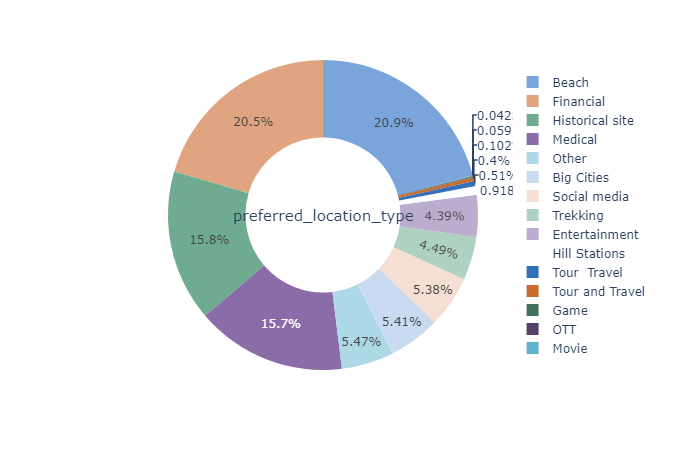 20.9%
20.5%
15.8%
15.7%
5.47%
5.41%
5.38%
4.49%
4.39%
0.918
0.51%
0.4%
0.102
0.059
0.042
preferred_location_type
Beach
Financial
Historical site
Medical
Other
Big Cities
Social media
Trekking
Entertainment
Hill Stations
Tour  Travel
Tour and Travel
Game
OTT
Movie